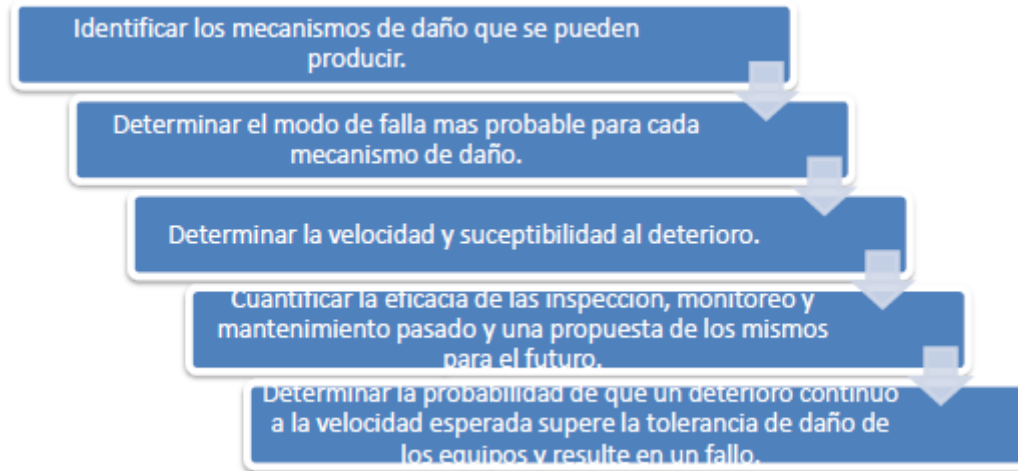 Identificar los mecanismos de daño que se pueden
producir.
Determinar el modo de falla mas probable para cada
mecanismo de daño.
Determinar la velocidad y suceptibilidad al deterioro.
Cuantificar la eficacia de las inspección, monitoreo y
mantenimiento pasado y una propuesta de los mismos
para el futuro.
Determinar la probabilidad de que un deterioro continuo
a la velocidad esperada supere la tolerancia de daño de
los equipos y resulte en un fallo.